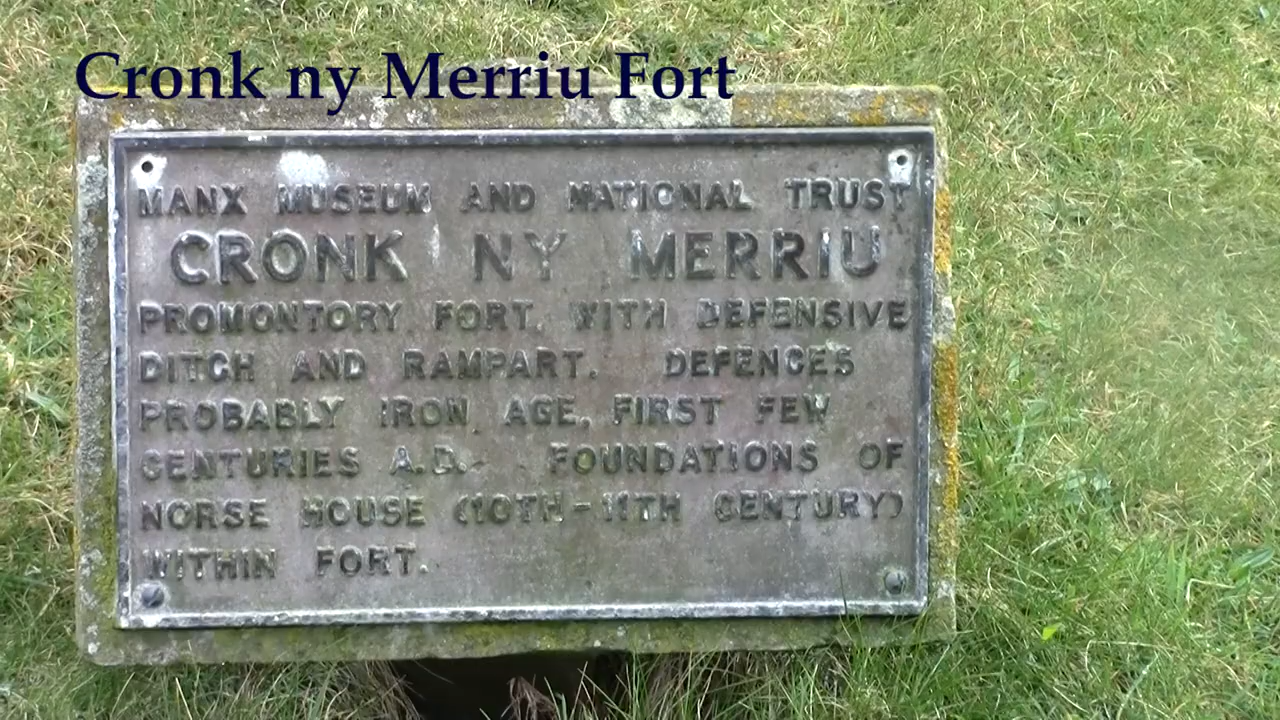 Cronk ny Merriu Fort
MANX MUSEUM AND NATIONAL TRUST
CRONK NY MERRIU
PROMONTORY FORT, WITH DEFENSIVE
DITCH AND RAMPART. DEFENCES
PROBABLY IRON AGE, FIRST FEW
CENTURIES A.D. FOUNDATIONS OF
NORSE HOUSE (10TH-11TH CENTURY)
WITHIN FORT.